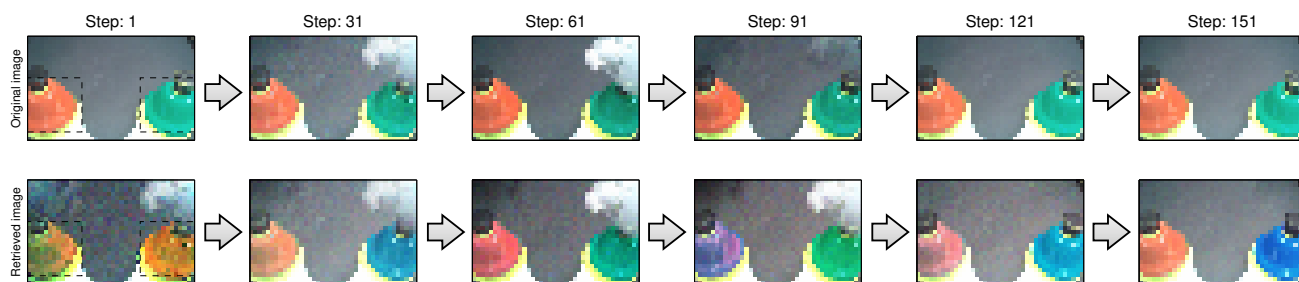 Step: 1
Step: 31
Step: 61
Step: 91
Step: 121
Step: 151
Original image
Retrieved image